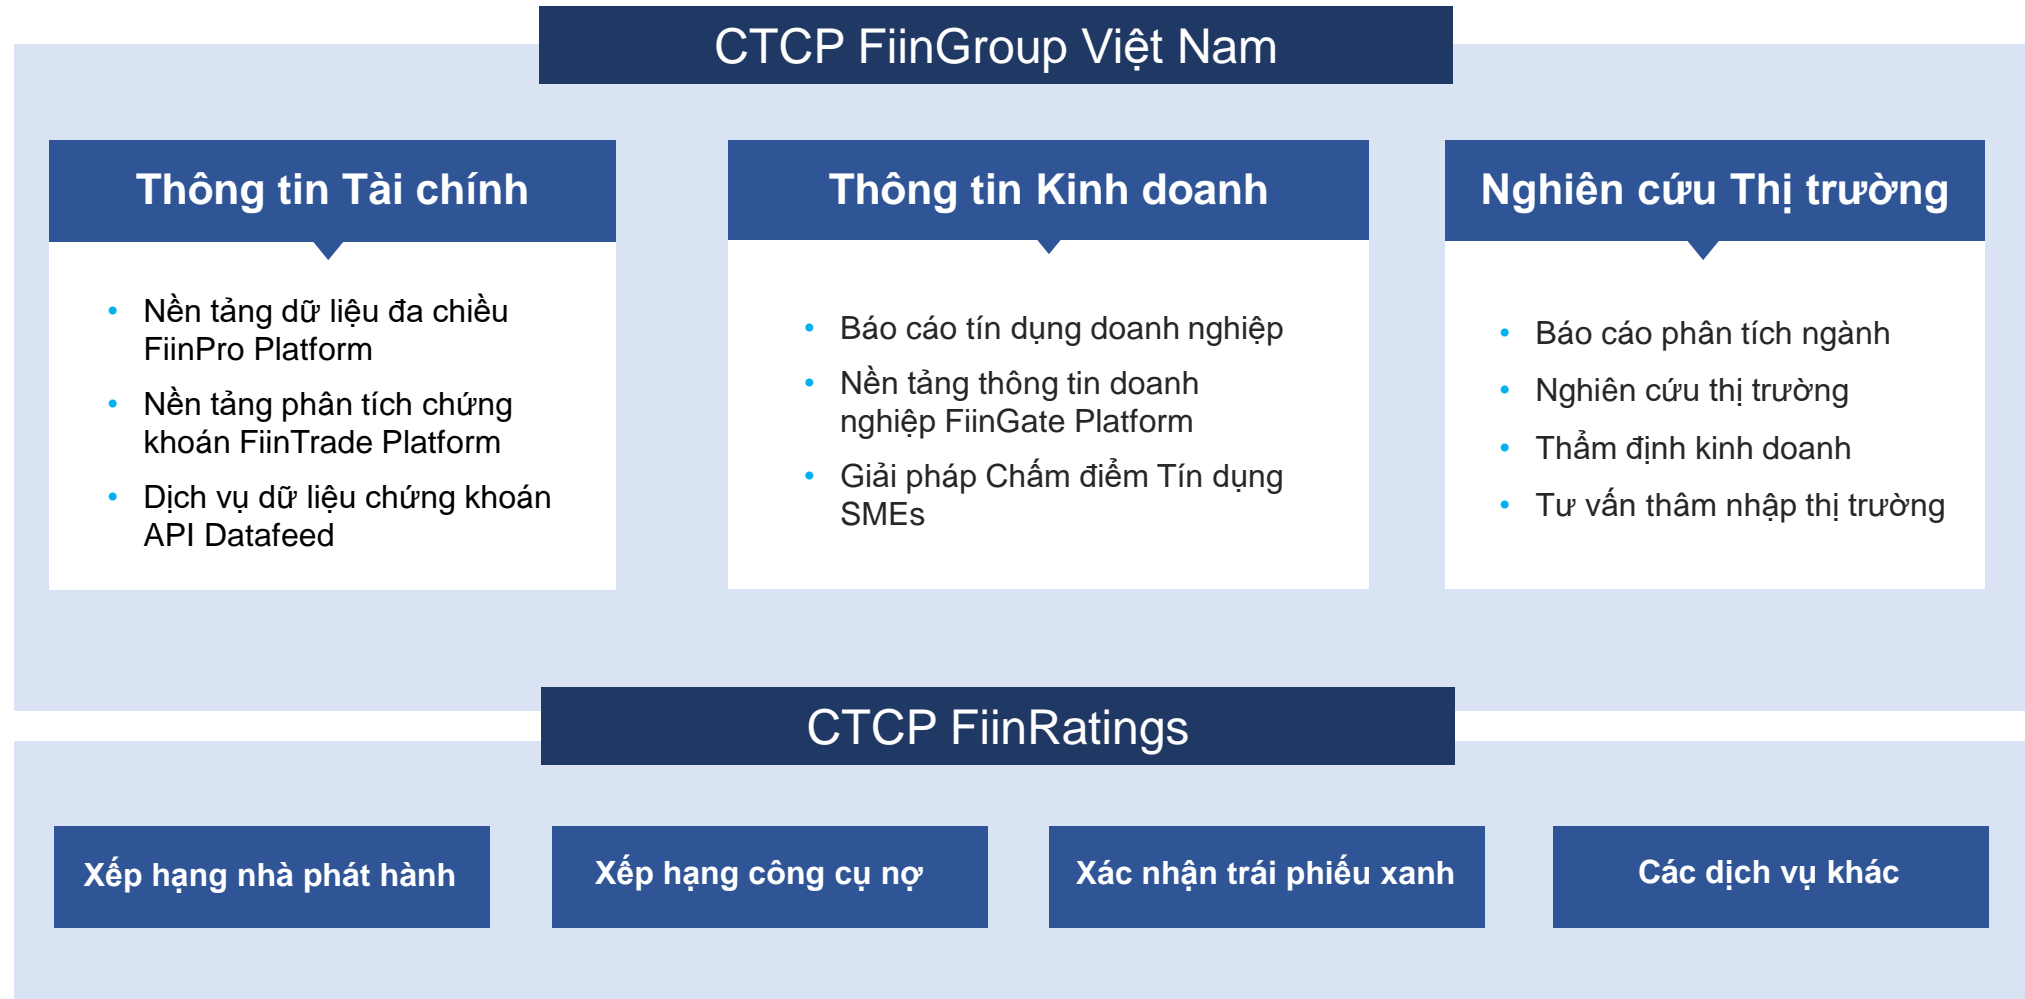 CTCP FiinGroup Việt Nam
Thông tin Tài chính
• Nền tảng dữ liệu đa chiều
FiinPro Platform
• Nền tảng phân tích chứng
khoán FiinTrade Platform
• Dịch vụ dữ liệu chứng khoán
API Datafeed
Thông tin Kinh doanh
• Báo cáo tín dụng doanh nghiệp
• Nền tảng thông tin doanh
nghiệp FiinGate Platform
• Giải pháp Chấm điểm Tín dụng
SMEs
Nghiên cứu Thị trường
• Báo cáo phân tích ngành
• Nghiên cứu thị trường
• Thẩm định kinh doanh
• Tư vấn thâm nhập thị trường
CTCP FiinRatings
Xếp hạng nhà phát hành
Xếp hạng công cụ nợ
Xác nhận trái phiếu xanh
Các dịch vụ khác